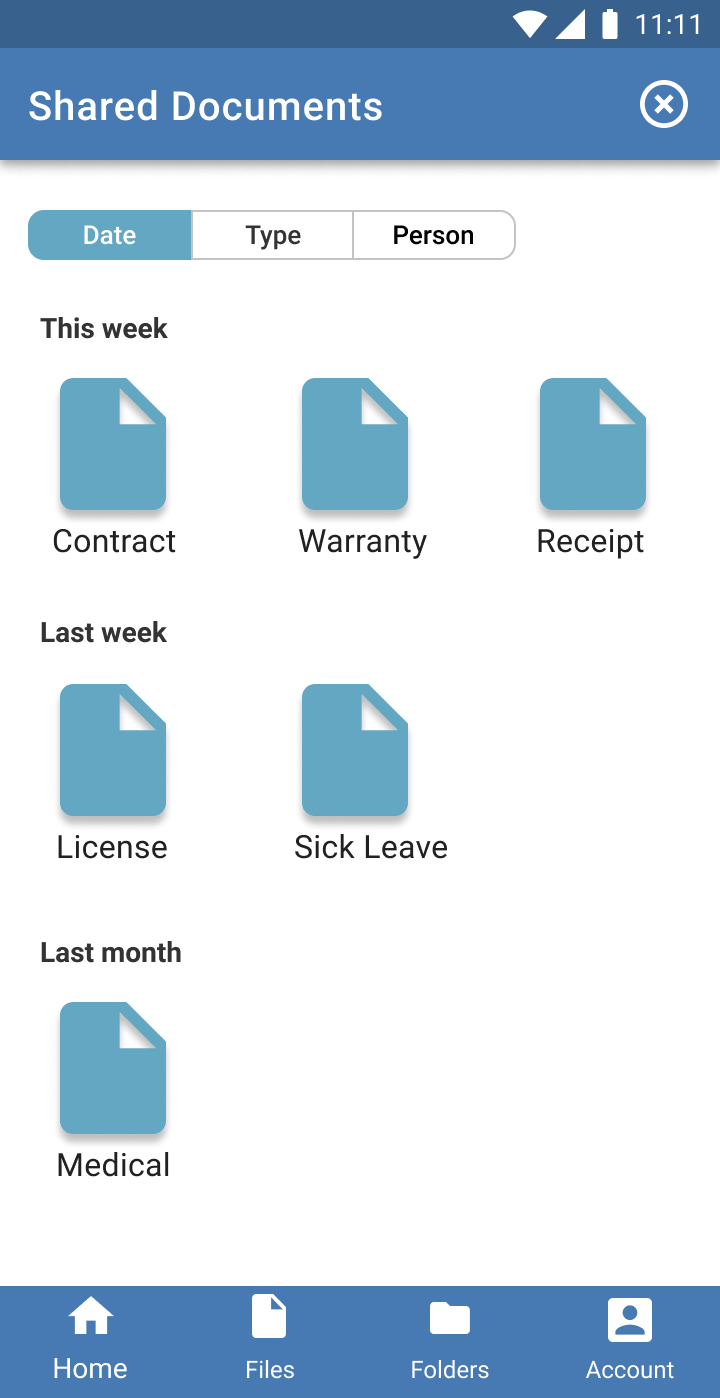 11:11
Shared Documents
Date Type Person
This week
Contract Warranty Receipt
Last week
License Sick Leave
Last month
Medical
Home Files Folders Account